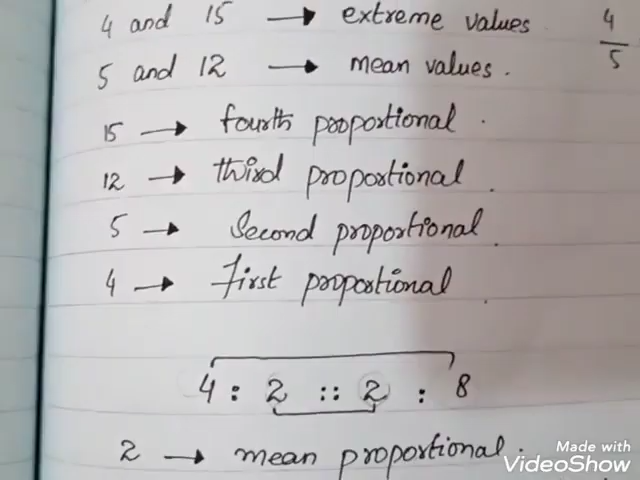 4 and 15 → extreme values 4/5
5 and 12 → mean values.
15 → fourth proportional.
12 → third proportional.
5 → Second proportional.
4 → First proportional.
4 : 2 :: 2 : 8
2 → mean proportional.
Made with
VideoShow